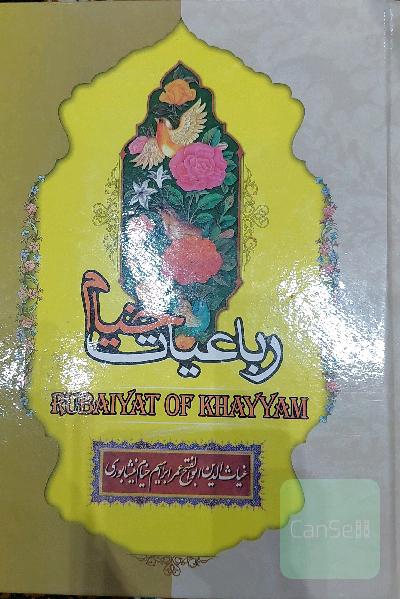 رباعیات خیام
RUBAIYAT OF KHAYYAM
غیاث الدین ابوالفتح عمر ابراهیم خیام نیشابوری
CanSell